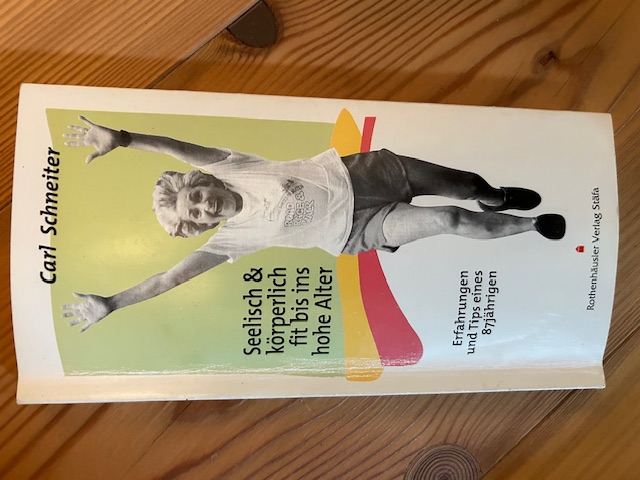 Carl Schneiter
Seelisch &
körperlich
fit bis ins
hohe Alter
Erfahrungen
und Tips eines
87jährigen
Rothenhäusler Verlag Stäfa